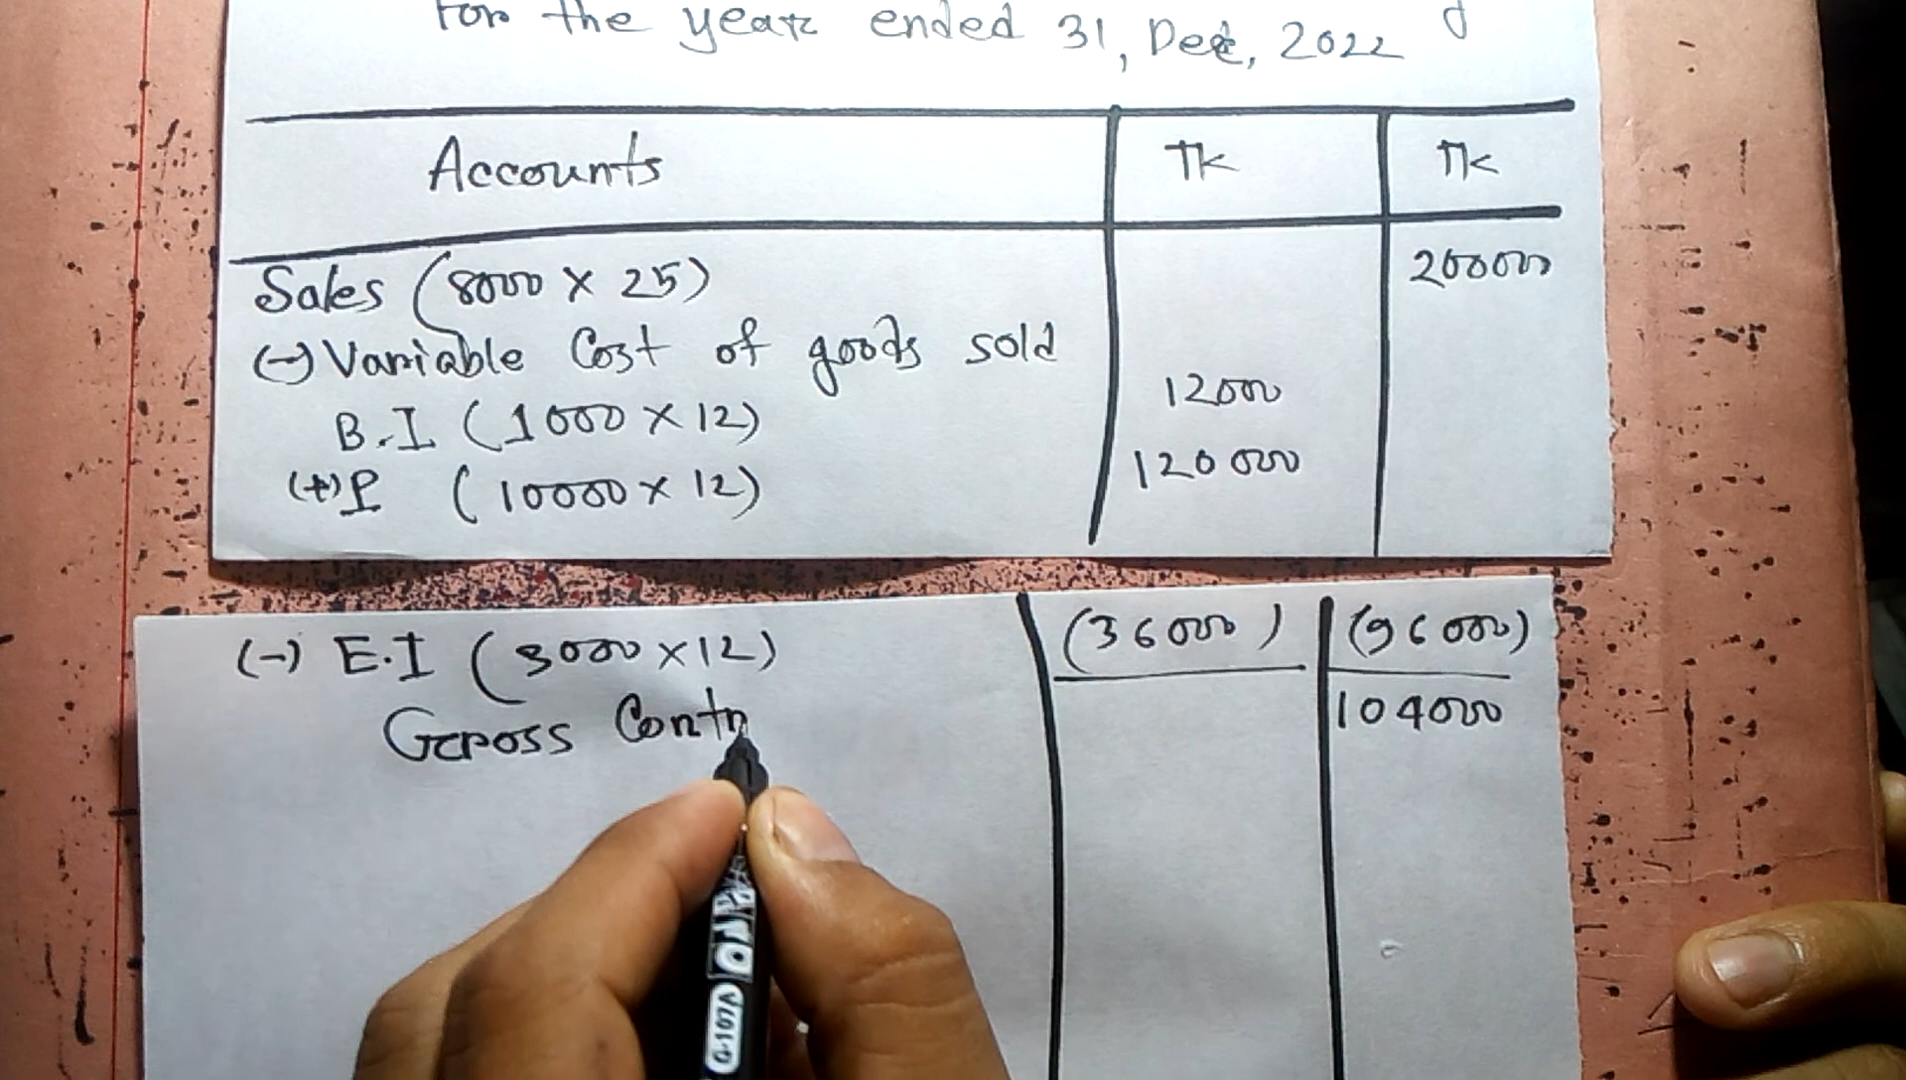 For the year ended 31, Dec, 2022
Accounts TK TK
Sales (8000 × 25) 200000
(-) Variable Cost of goods sold
B.I (1000 × 12) 12000
(+) P (10000 × 12) 120000
(-) E.I (3000 × 12) (36000) (96000)
Gross Contr 104000
G-107A